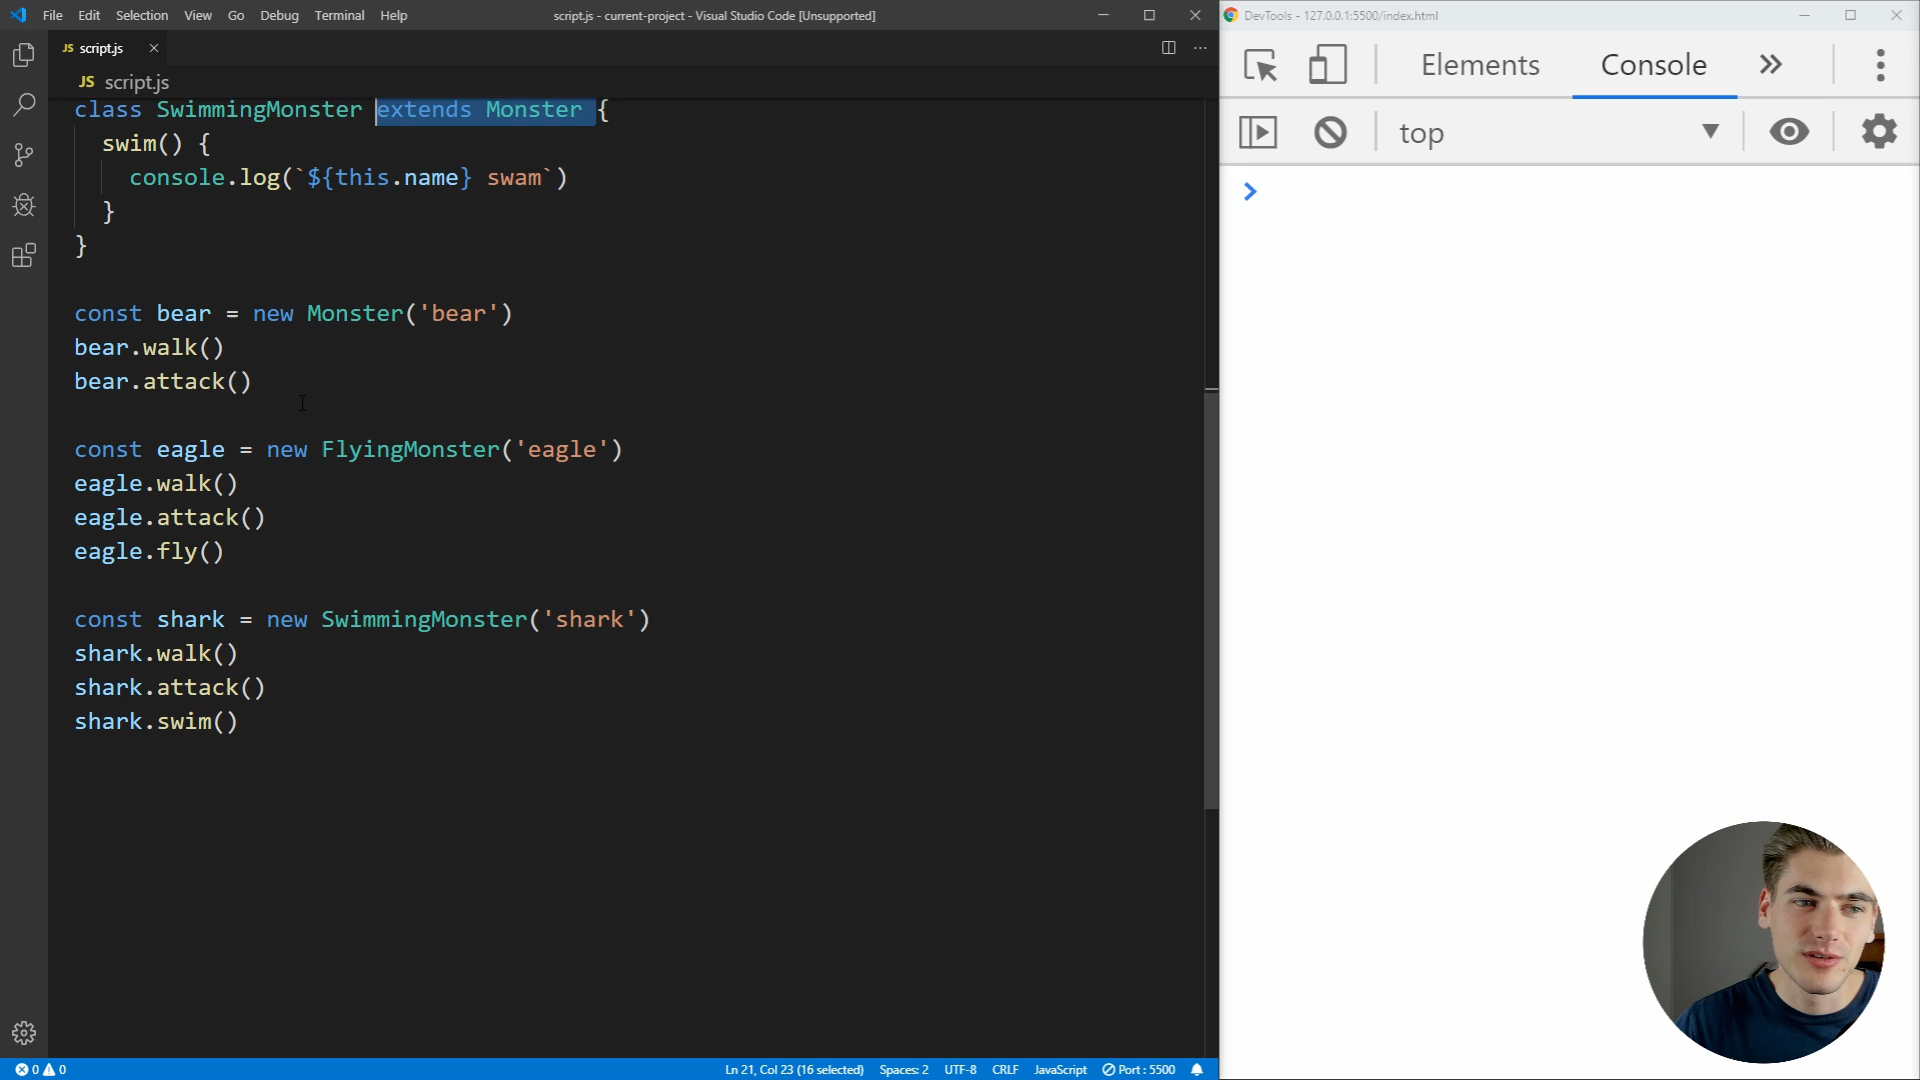 File Edit Selection View Go Debug Terminal Help
script.js - current-project - Visual Studio Code [Unsupported]
JS script.js
JS script.js
class SwimmingMonster extends Monster {
swim() {
console.log(`${this.name} swam`)
}
}
const bear = new Monster('bear')
bear.walk()
bear.attack()
const eagle = new FlyingMonster('eagle')
eagle.walk()
eagle.attack()
eagle.fly()
const shark = new SwimmingMonster('shark')
shark.walk()
shark.attack()
shark.swim()
0 0 Ln 21, Col 23 (16 selected) Spaces: 2 UTF-8 CRLF JavaScript Port : 5500
DevTools - 127.0.0.1:5500/index.html
Elements Console
top